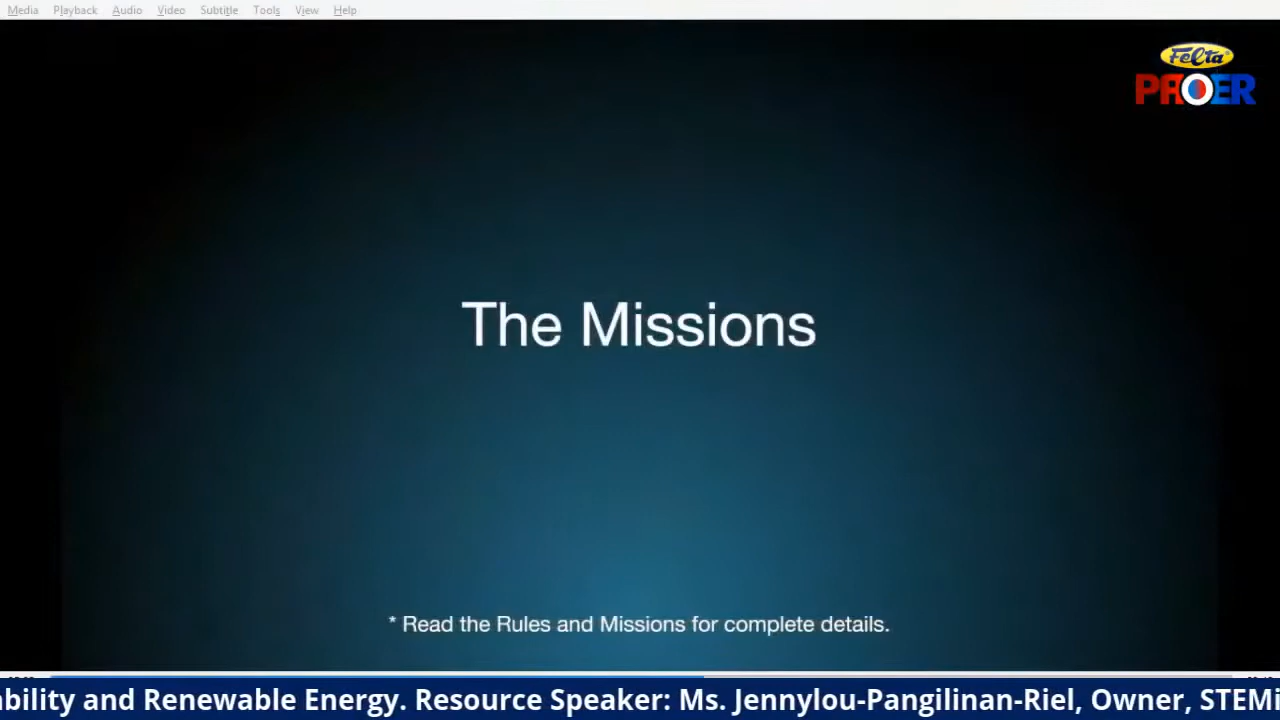 Media Playback Audio Video Subtitle Tools View Help
Felta
PROER
The Missions
* Read the Rules and Missions for complete details.
ability and Renewable Energy. Resource Speaker: Ms. Jennylou-Pangilinan-Riel, Owner, STEMi